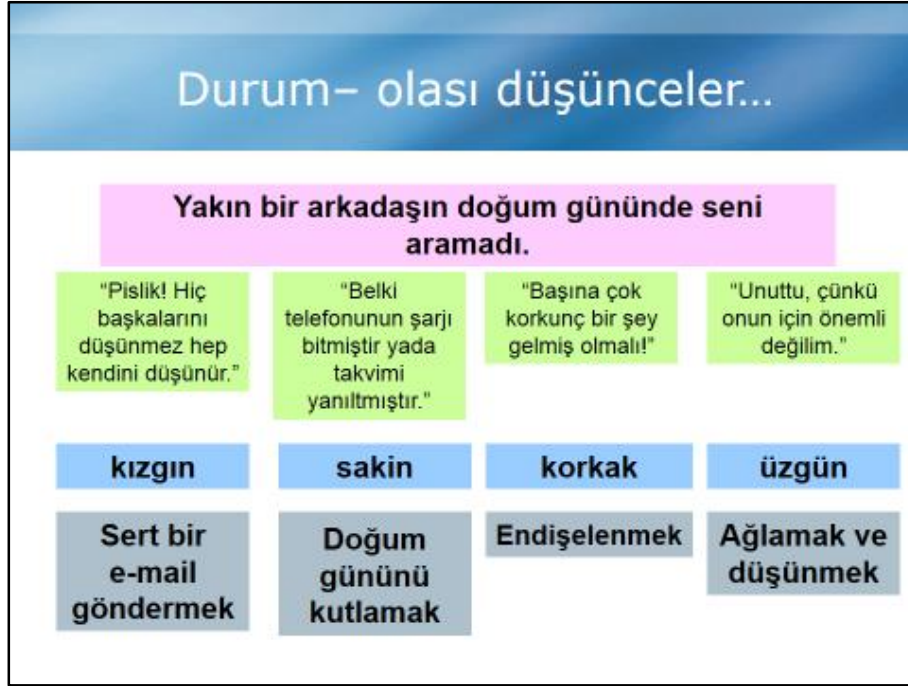 Durum– olası düşünceler...
Yakın bir arkadaşın doğum gününde seni
aramadı.
“Pislik! Hiç
başkalarını
düşünmez hep
kendini düşünür.”
“Belki
telefonunun şarjı
bitmiştir yada
takvimi
yanıltmıştır.”
“Başına çok
korkunç bir şey
gelmiş olmalı!”
“Unuttu, çünkü
onun için önemli
değilim.”
kızgın
sakin
korkak
üzgün
Sert bir
e-mail
göndermek
Doğum
gününü
kutlamak
Endişelenmek
Ağlamak ve
düşünmek